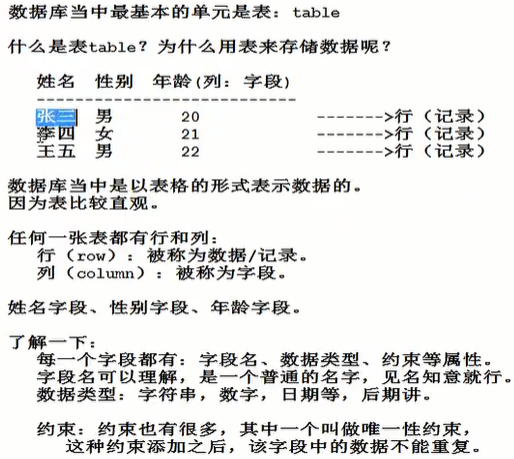 数据库当中最基本的单元是表：table
什么是表table？为什么用表来存储数据呢？
姓名 性别 年龄(列：字段)
---------------------------
张三 男 20 ------->行（记录）
李四 女 21 ------->行（记录）
王五 男 22 ------->行（记录）
数据库当中是以表格的形式表示数据的。
因为表比较直观。
任何一张表都有行和列：
行（row）：被称为数据/记录。
列（column）：被称为字段。
姓名字段、性别字段、年龄字段。
了解一下：
每一个字段都有：字段名、数据类型、约束等属性。
字段名可以理解，是一个普通的名字，见名知意就行。
数据类型：字符串，数字，日期等，后期讲。
约束：约束也有很多，其中一个叫做唯一性约束，
这种约束添加之后，该字段中的数据不能重复。